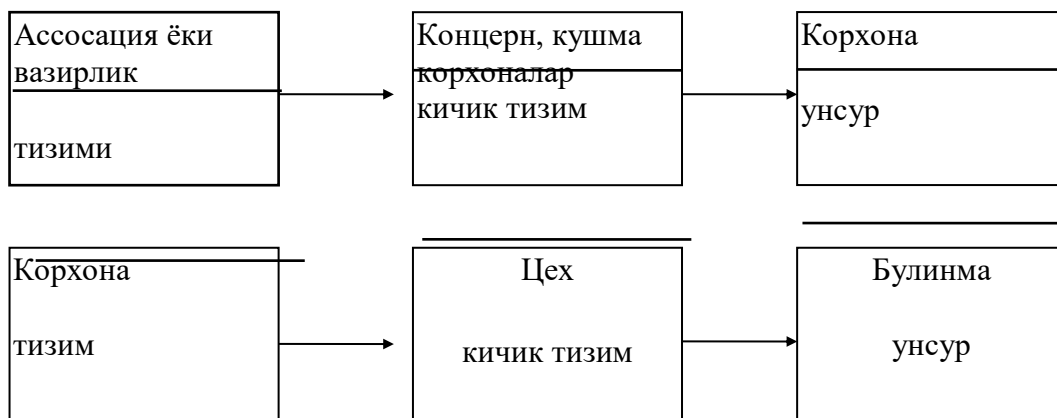 Ассосация ёки
вазирлик
тизими
Концерн, кушма
корхоналар
кичик тизим
Корхона
унсур
Корхона
тизим
Цех
кичик тизим
Булинма
унсур